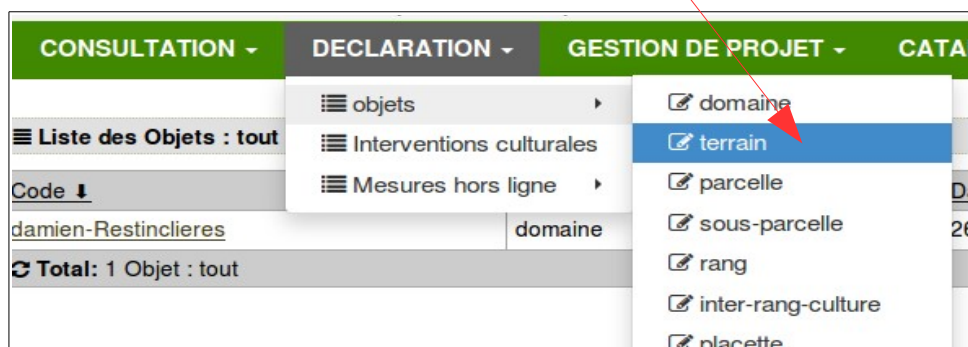 CONSULTATION DECLARATION GESTION DE PROJET CATA
objets
Interventions culturales
Mesures hors ligne
domaine
terrain
parcelle
sous-parcelle
rang
inter-rang-culture
placette
Liste des Objets : tout
Code
damien-Restinclieres domaine 26
Total: 1 Objet : tout